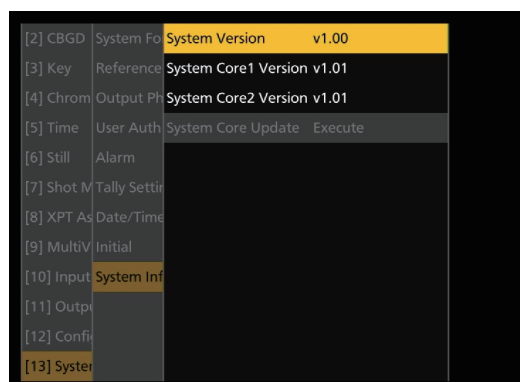 [2] CBGD System Fo System Version v1.00
[3] Key Reference System Core1 Version v1.01
[4] Chrom Output Ph System Core2 Version v1.01
[5] Time User Auth System Core Update Execute
[6] Still Alarm
[7] Shot M Tally Settin
[8] XPT As Date/Time
[9] MultiV Initial
[10] Input System Inf
[11] Outpu
[12] Confi
[13] System